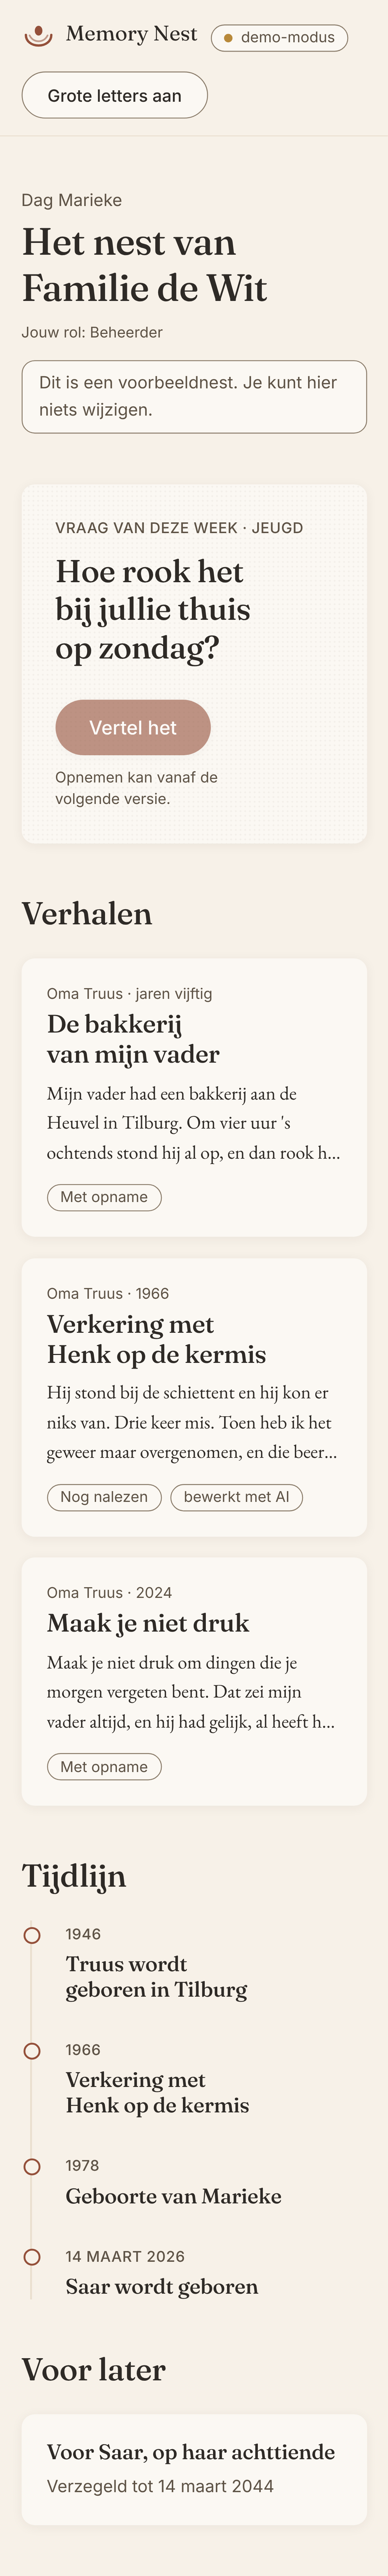 Memory Nest
demo-modus
Grote letters aan
Dag Marieke
Het nest van
Familie de Wit
Jouw rol: Beheerder
Dit is een voorbeeldnest. Je kunt hier
niets wijzigen.
VRAAG VAN DEZE WEEK · JEUGD
Hoe rook het
bij jullie thuis
op zondag?
Vertel het
Opnemen kan vanaf de
volgende versie.
Verhalen
Oma Truus · jaren vijftig
De bakkerij
van mijn vader
Mijn vader had een bakkerij aan de
Heuvel in Tilburg. Om vier uur 's
ochtends stond hij al op, en dan rook h...
Met opname
Oma Truus · 1966
Verkering met
Henk op de kermis
Hij stond bij de schiettent en hij kon er
niks van. Drie keer mis. Toen heb ik het
geweer maar overgenomen, en die beer...
Nog nalezen
bewerkt met AI
Oma Truus · 2024
Maak je niet druk
Maak je niet druk om dingen die je
morgen vergeten bent. Dat zei mijn
vader altijd, en hij had gelijk, al heeft h...
Met opname
Tijdlijn
1946
Truus wordt
geboren in Tilburg
1966
Verkering met
Henk op de kermis
1978
Geboorte van Marieke
14 MAART 2026
Saar wordt geboren
Voor later
Voor Saar, op haar achttiende
Verzegeld tot 14 maart 2044